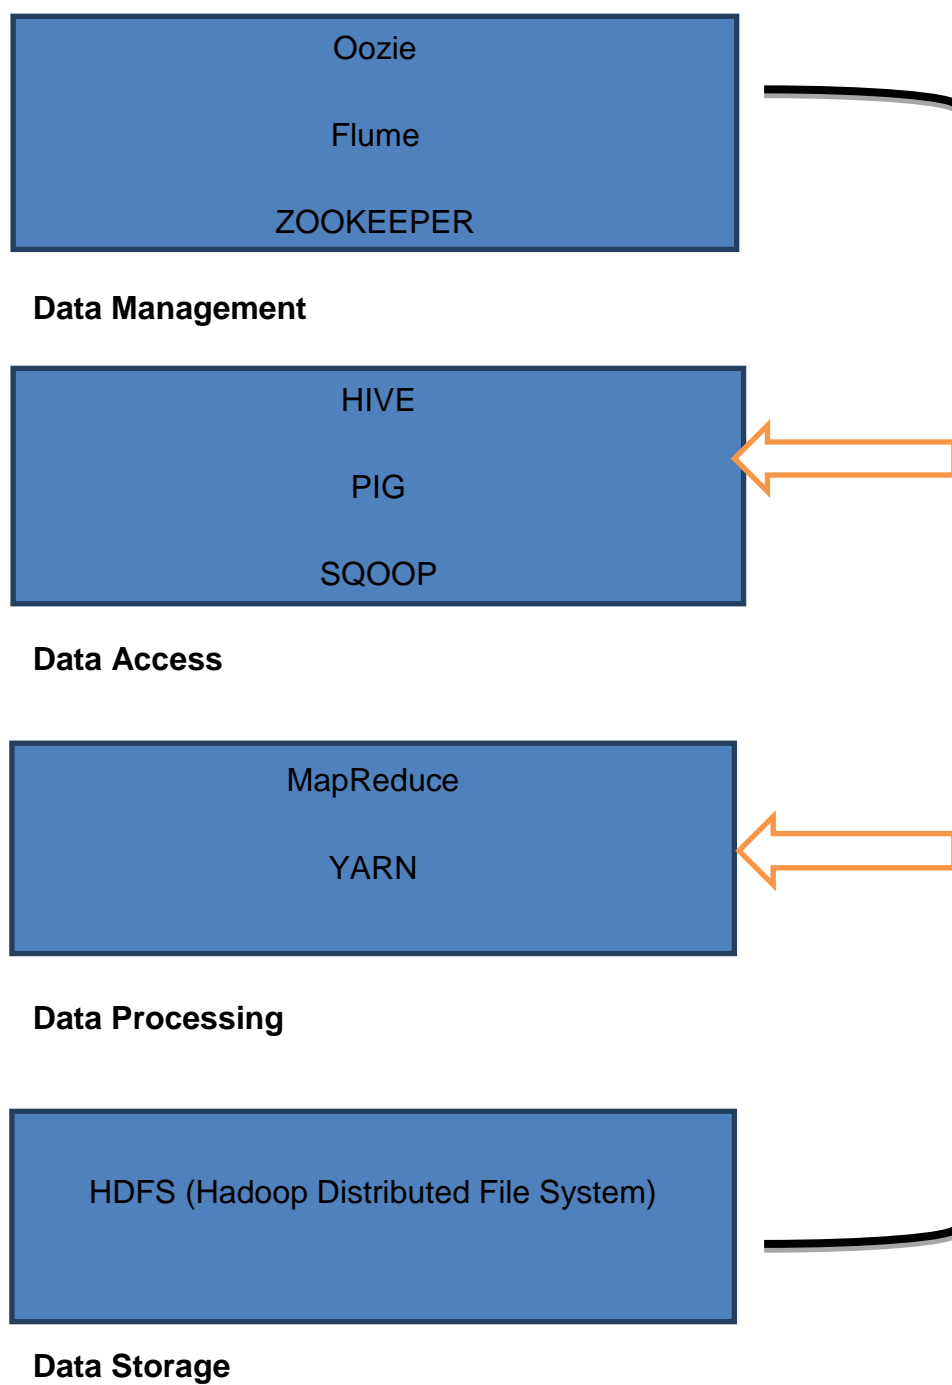 Oozie
Flume
ZOOKEEPER
Data Management
HIVE
PIG
SQOOP
Data Access
MapReduce
YARN
Data Processing
HDFS (Hadoop Distributed File System)
Data Storage